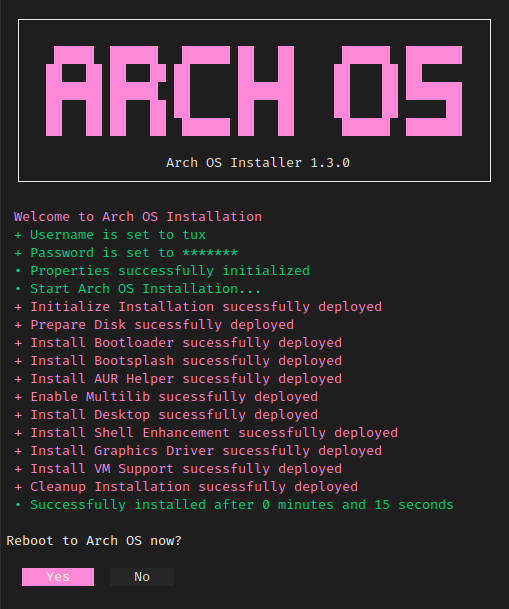 ARCH OS
Arch OS Installer 1.3.0
Welcome to Arch OS Installation
+ Username is set to tux
+ Password is set to *******
• Properties successfully initialized
• Start Arch OS Installation...
+ Initialize Installation sucessfully deployed
+ Prepare Disk sucessfully deployed
+ Install Bootloader sucessfully deployed
+ Install Bootsplash sucessfully deployed
+ Install AUR Helper sucessfully deployed
+ Enable Multilib sucessfully deployed
+ Install Desktop sucessfully deployed
+ Install Shell Enhancement sucessfully deployed
+ Install Graphics Driver sucessfully deployed
+ Install VM Support sucessfully deployed
+ Cleanup Installation sucessfully deployed
• Successfully installed after 0 minutes and 15 seconds
Reboot to Arch OS now?
Yes No